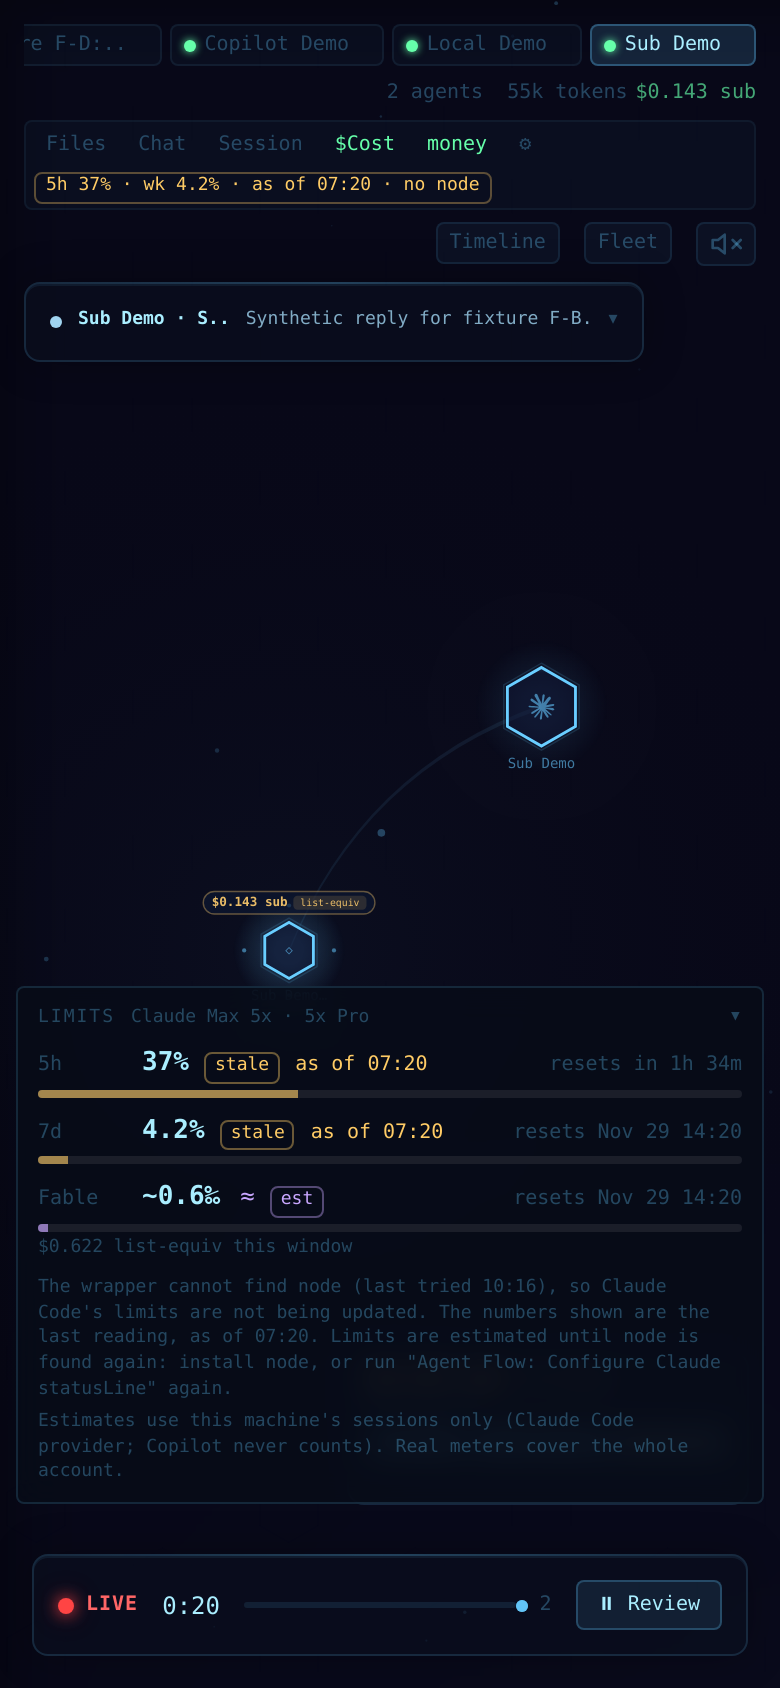 re F-D:..
Copilot Demo
Local Demo
Sub Demo
2 agents 55k tokens $0.143 sub
Files Chat Session $Cost money ⚙
5h 37% · wk 4.2% · as of 07:20 · no node
Timeline Fleet
Sub Demo · S.. Synthetic reply for fixture F-B. ▼
Sub Demo
$0.143 sub list-equiv
LIMITS Claude Max 5x · 5x Pro ▼
5h 37% stale as of 07:20 resets in 1h 34m
7d 4.2% stale as of 07:20 resets Nov 29 14:20
Fable ~0.6‰ ≈ est resets Nov 29 14:20
$0.622 list-equiv this window
The wrapper cannot find node (last tried 10:16), so Claude
Code's limits are not being updated. The numbers shown are the
last reading, as of 07:20. Limits are estimated until node is
found again: install node, or run "Agent Flow: Configure Claude
statusLine" again.
Estimates use this machine's sessions only (Claude Code
provider; Copilot never counts). Real meters cover the whole
account.
LIVE 0:20 2 Review